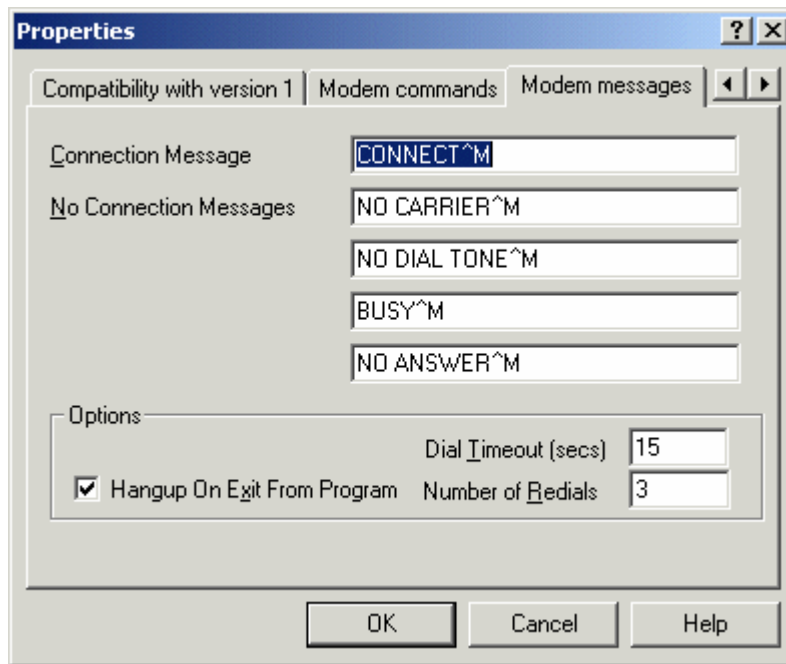 Properties
Compatibility with version 1 Modem commands Modem messages
Connection Message CONNECT^M
No Connection Messages NO CARRIER^M
NO DIAL TONE^M
BUSY^M
NO ANSWER^M
Options
Dial Timeout (secs) 15
Hangup On Exit From Program Number of Redials 3
OK Cancel Help